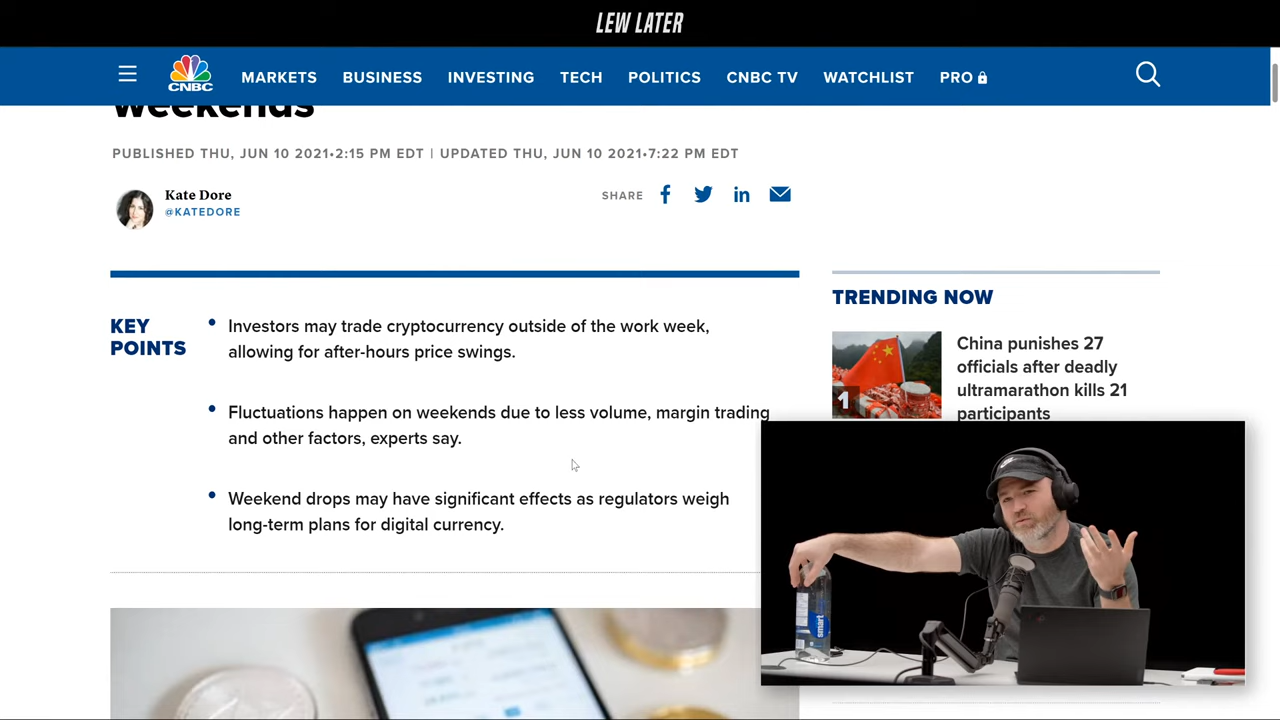 LEW LATER
CNBC
MARKETS
BUSINESS
INVESTING
TECH
POLITICS
CNBC TV
WATCHLIST
PRO
weekends
PUBLISHED THU, JUN 10 2021•2:15 PM EDT | UPDATED THU, JUN 10 2021•7:22 PM EDT
Kate Dore
@KATEDORE
SHARE
KEY
POINTS
Investors may trade cryptocurrency outside of the work week,
allowing for after-hours price swings.
Fluctuations happen on weekends due to less volume, margin trading
and other factors, experts say.
Weekend drops may have significant effects as regulators weigh
long-term plans for digital currency.
TRENDING NOW
1
China punishes 27
officials after deadly
ultramarathon kills 21
participants
smart